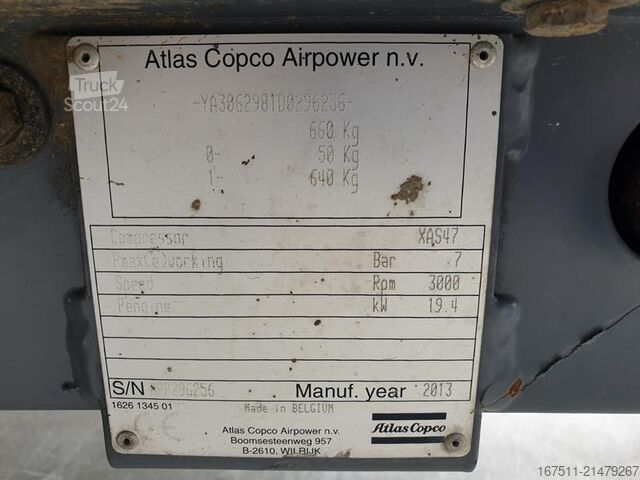 Atlas Copco Airpower n.v.
Truck
Scout24
-YA3062981D0296256-
660 Kg
0- 50 Kg
1- 640 Kg
Compressor XAS47
Pmax(e)working Bar 7
Speed Rpm 3000
Pengine kW 19.4
S/N APP296256 Manuf. year 2013
1626 1345 01
Made in BELGIUM
CE
Atlas Copco Airpower n.v.
Boomsesteenweg 957
B-2610, WILRIJK
Atlas Copco
167511-21479267